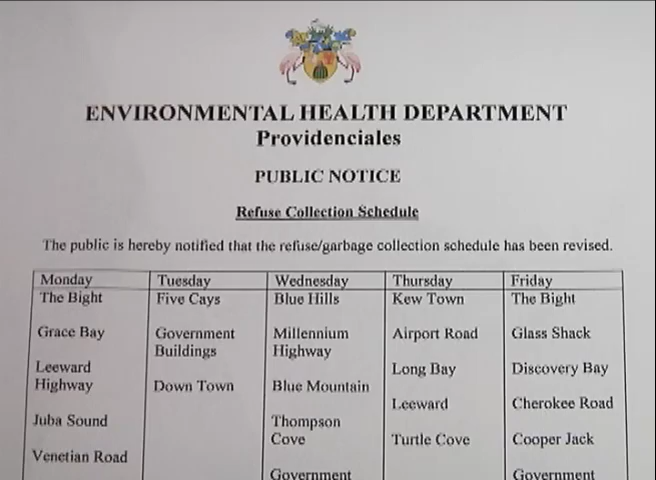 ENVIRONMENTAL HEALTH DEPARTMENT
Providenciales
PUBLIC NOTICE
Refuse Collection Schedule
The public is hereby notified that the refuse/garbage collection schedule has been revised.
Monday
The Bight
Grace Bay
Leeward
Highway
Juba Sound
Venetian Road
Tuesday
Five Cays
Government
Buildings
Down Town
Wednesday
Blue Hills
Millennium
Highway
Blue Mountain
Thompson
Cove
Government
Thursday
Kew Town
Airport Road
Long Bay
Leeward
Turtle Cove
Friday
The Bight
Glass Shack
Discovery Bay
Cherokee Road
Cooper Jack
Government